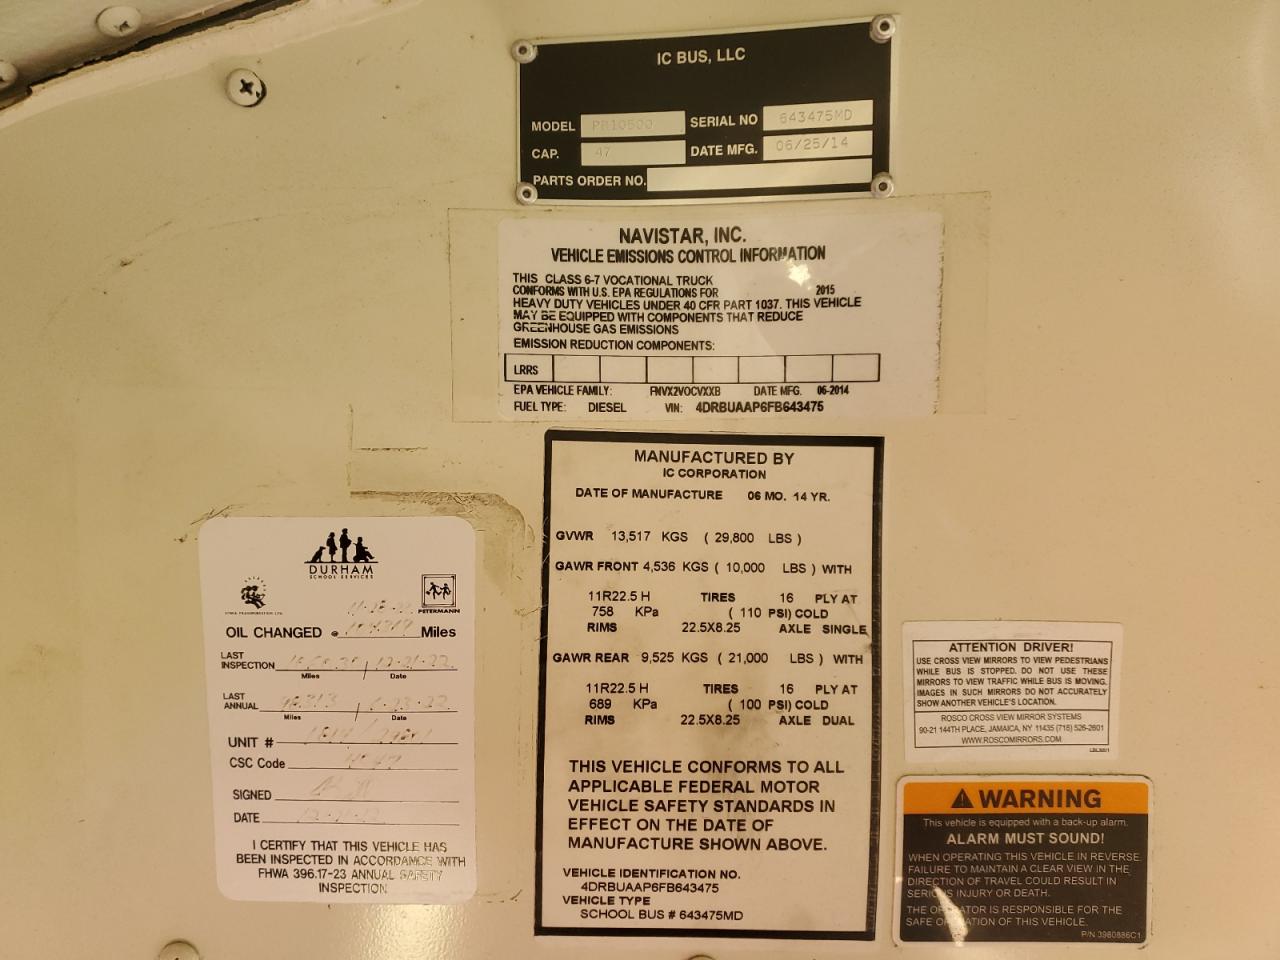 IC BUS, LLC
MODEL PB10500 SERIAL NO 643475MD
CAP. 47 DATE MFG. 06/25/14
PARTS ORDER NO.
NAVISTAR, INC.
VEHICLE EMISSIONS CONTROL INFORMATION
THIS CLASS 6-7 VOCATIONAL TRUCK
CONFORMS WITH U.S. EPA REGULATIONS FOR 2015
HEAVY DUTY VEHICLES UNDER 40 CFR PART 1037. THIS VEHICLE
MAY BE EQUIPPED WITH COMPONENTS THAT REDUCE
GREENHOUSE GAS EMISSIONS
EMISSION REDUCTION COMPONENTS:
LRRS
EPA VEHICLE FAMILY: FNVX2VOCVXXB DATE MFG. 06-2014
FUEL TYPE: DIESEL VIN: 4DRBUAAP6FB643475
MANUFACTURED BY
IC CORPORATION
DATE OF MANUFACTURE 06 MO. 14 YR.
GVWR 13,517 KGS ( 29,800 LBS )
GAWR FRONT 4,536 KGS ( 10,000 LBS ) WITH
11R22.5 H TIRES 16 PLY AT
758 KPa ( 110 PSI) COLD
RIMS 22.5X8.25 AXLE SINGLE
GAWR REAR 9,525 KGS ( 21,000 LBS ) WITH
11R22.5 H TIRES 16 PLY AT
689 KPa ( 100 PSI) COLD
RIMS 22.5X8.25 AXLE DUAL
THIS VEHICLE CONFORMS TO ALL
APPLICABLE FEDERAL MOTOR
VEHICLE SAFETY STANDARDS IN
EFFECT ON THE DATE OF
MANUFACTURE SHOWN ABOVE.
VEHICLE IDENTIFICATION NO.
4DRBUAAP6FB643475
VEHICLE TYPE
SCHOOL BUS # 643475MD
DURHAM
SCHOOL SERVICES
PETERMANN
OIL CHANGED @ Miles
LAST
INSPECTION 12-21-22
Miles Date
LAST
ANNUAL
Miles Date
UNIT #
CSC Code
SIGNED
DATE
I CERTIFY THAT THIS VEHICLE HAS
BEEN INSPECTED IN ACCORDANCE WITH
FHWA 396.17-23 ANNUAL SAFETY
INSPECTION
ATTENTION DRIVER!
USE CROSS VIEW MIRRORS TO VIEW PEDESTRIANS
WHILE BUS IS STOPPED. DO NOT USE THESE
MIRRORS TO VIEW TRAFFIC WHILE BUS IS MOVING.
IMAGES IN SUCH MIRRORS DO NOT ACCURATELY
SHOW ANOTHER VEHICLE'S LOCATION.
ROSCO CROSS VIEW MIRROR SYSTEMS
90-21 144TH PLACE, JAMAICA, NY 11435 (718) 526-2601
WWW.ROSCOMIRRORS.COM
WARNING
This vehicle is equipped with a back-up alarm.
ALARM MUST SOUND!
WHEN OPERATING THIS VEHICLE IN REVERSE
FAILURE TO MAINTAIN A CLEAR VIEW IN THE
DIRECTION OF TRAVEL COULD RESULT IN
SERIOUS INJURY OR DEATH.
THE OPERATOR IS RESPONSIBLE FOR THE
SAFE OPERATION OF THIS VEHICLE.
P/N 3980886C1